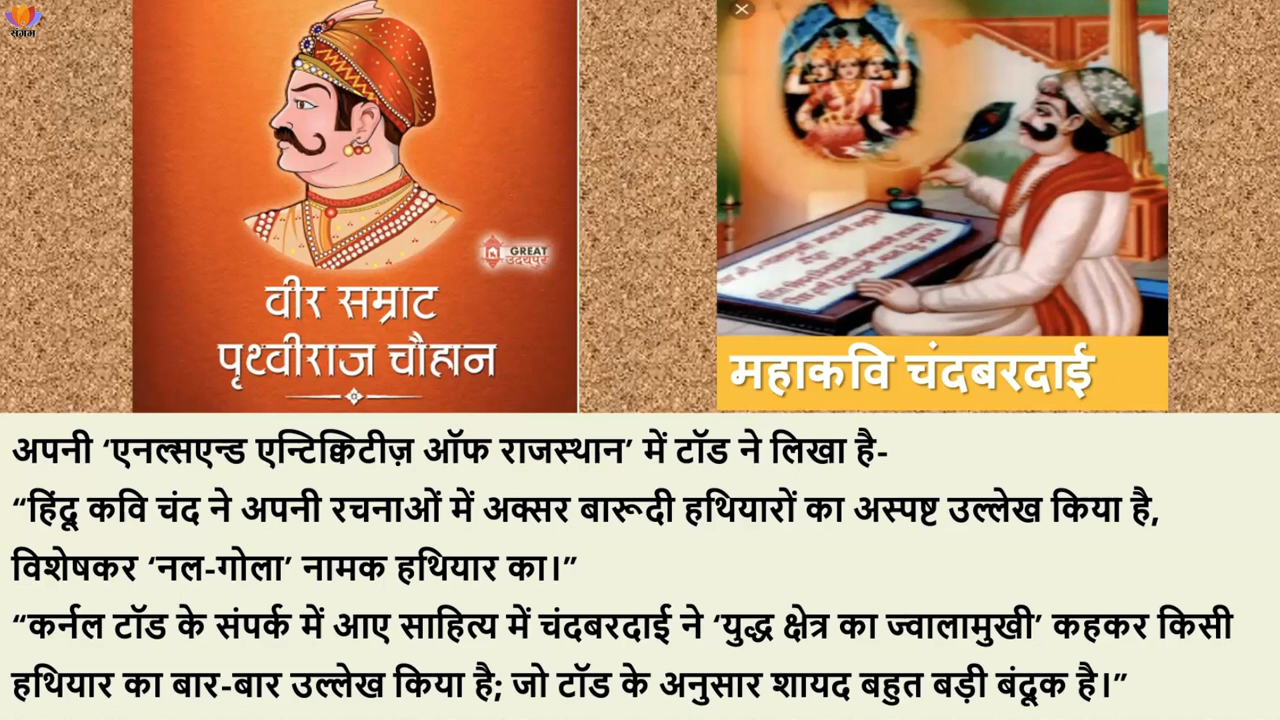 संगम
GREAT
उदयपुर
वीर सम्राट
पृथ्वीराज चौहान
महाकवि चंदबरदाई
अपनी ‘एनल्सएन्ड एन्टिक्विटीज़ ऑफ राजस्थान’ में टॉड ने लिखा है-
“हिंदू कवि चंद ने अपनी रचनाओं में अक्सर बारूदी हथियारों का अस्पष्ट उल्लेख किया है,
विशेषकर ‘नल-गोला’ नामक हथियार का।”
“कर्नल टॉड के संपर्क में आए साहित्य में चंदबरदाई ने ‘युद्ध क्षेत्र का ज्वालामुखी’ कहकर किसी
हथियार का बार-बार उल्लेख किया है; जो टॉड के अनुसार शायद बहुत बड़ी बंदूक है।”